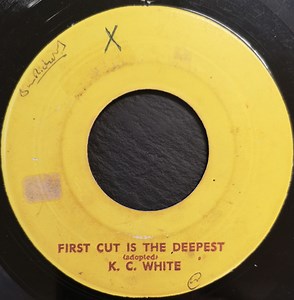 X
FIRST CUT IS THE DEEPEST
(adopted)
K. C. WHITE